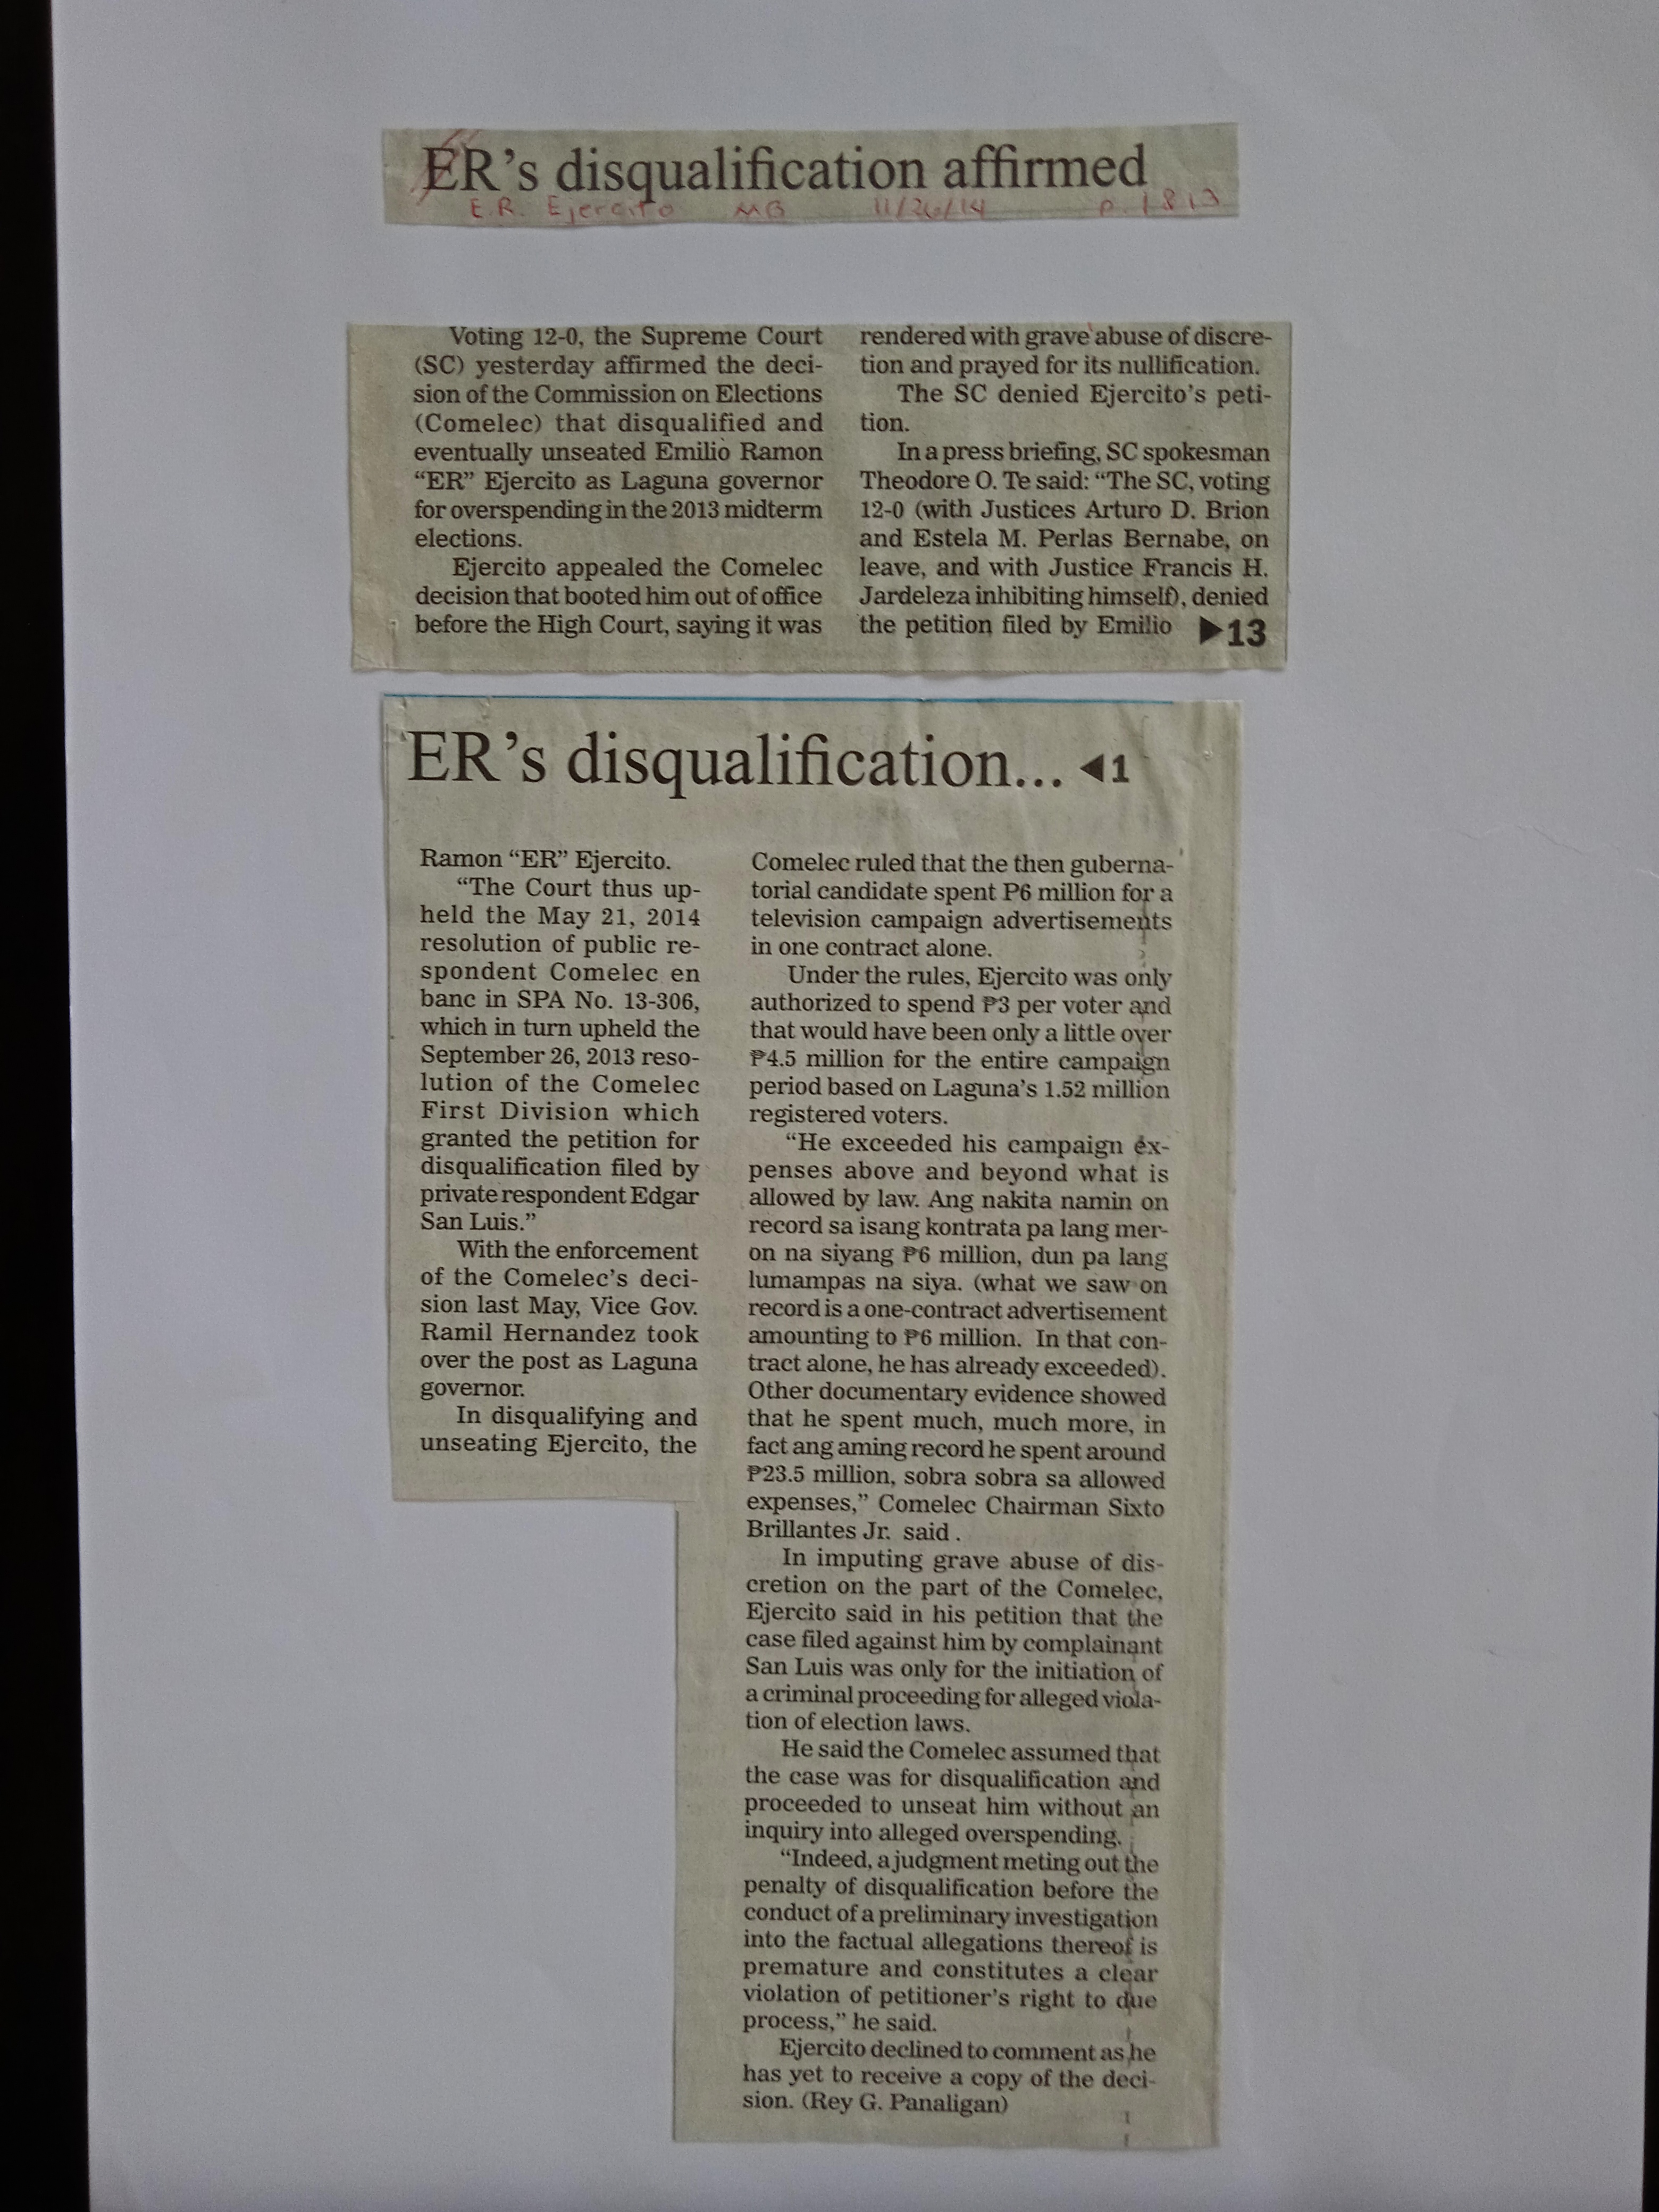 ER’s disqualification affirmed
E.R. Ejercito MB 11/26/14 p. 1 & 13
Voting 12-0, the Supreme Court
(SC) yesterday affirmed the deci-
sion of the Commission on Elections
(Comelec) that disqualified and
eventually unseated Emilio Ramon
“ER” Ejercito as Laguna governor
for overspending in the 2013 midterm
elections.
Ejercito appealed the Comelec
decision that booted him out of office
before the High Court, saying it was
rendered with grave abuse of discre-
tion and prayed for its nullification.
The SC denied Ejercito’s peti-
tion.
In a press briefing, SC spokesman
Theodore O. Te said: “The SC, voting
12-0 (with Justices Arturo D. Brion
and Estela M. Perlas Bernabe, on
leave, and with Justice Francis H.
Jardeleza inhibiting himself), denied
the petition filed by Emilio ▶13
ER’s disqualification... ◀1
Ramon “ER” Ejercito.
“The Court thus up-
held the May 21, 2014
resolution of public re-
spondent Comelec en
banc in SPA No. 13-306,
which in turn upheld the
September 26, 2013 reso-
lution of the Comelec
First Division which
granted the petition for
disqualification filed by
private respondent Edgar
San Luis.”
With the enforcement
of the Comelec’s deci-
sion last May, Vice Gov.
Ramil Hernandez took
over the post as Laguna
governor.
In disqualifying and
unseating Ejercito, the
Comelec ruled that the then guberna-
torial candidate spent P6 million for a
television campaign advertisements
in one contract alone.
Under the rules, Ejercito was only
authorized to spend ₱3 per voter and
that would have been only a little over
₱4.5 million for the entire campaign
period based on Laguna’s 1.52 million
registered voters.
“He exceeded his campaign ex-
penses above and beyond what is
allowed by law. Ang nakita namin on
record sa isang kontrata pa lang mer-
on na siyang ₱6 million, dun pa lang
lumampas na siya. (what we saw on
record is a one-contract advertisement
amounting to ₱6 million. In that con-
tract alone, he has already exceeded).
Other documentary evidence showed
that he spent much, much more, in
fact ang aming record he spent around
₱23.5 million, sobra sobra sa allowed
expenses,” Comelec Chairman Sixto
Brillantes Jr. said .
In imputing grave abuse of dis-
cretion on the part of the Comelec,
Ejercito said in his petition that the
case filed against him by complainant
San Luis was only for the initiation of
a criminal proceeding for alleged viola-
tion of election laws.
He said the Comelec assumed that
the case was for disqualification and
proceeded to unseat him without an
inquiry into alleged overspending.
“Indeed, a judgment meting out the
penalty of disqualification before the
conduct of a preliminary investigation
into the factual allegations thereof is
premature and constitutes a clear
violation of petitioner’s right to due
process,” he said.
Ejercito declined to comment as he
has yet to receive a copy of the deci-
sion. (Rey G. Panaligan)